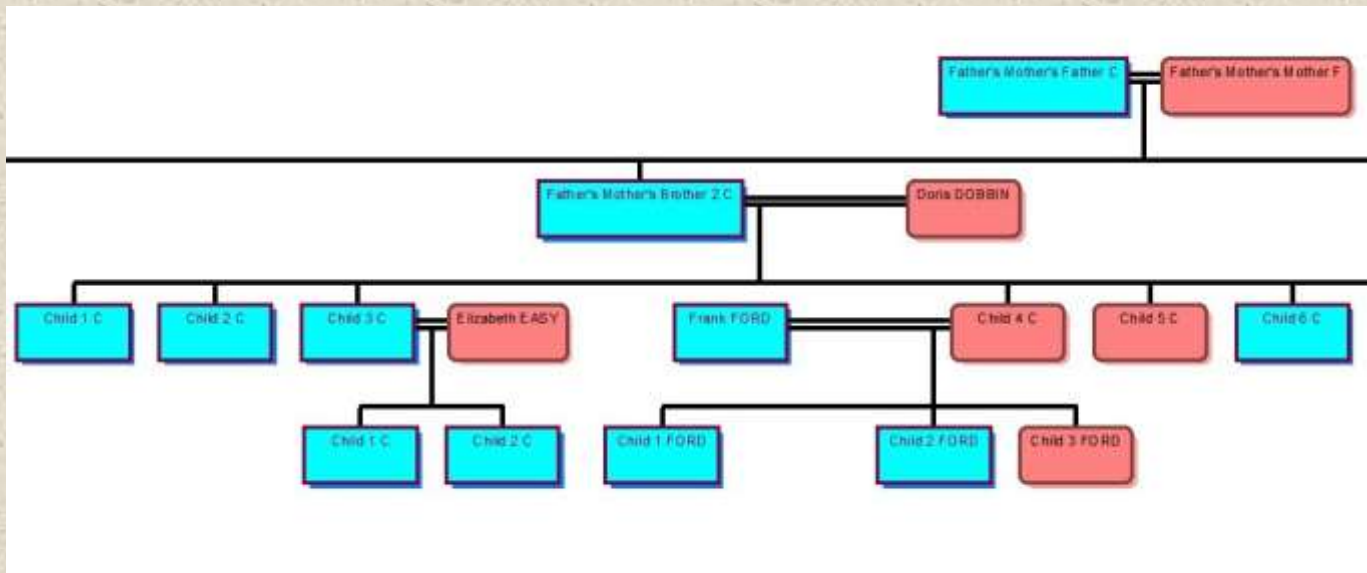 Father's Mother's Father C
Father's Mother's Mother F
Father's Mother's Brother 2 C
Doris DOBBIN
Child 1 C
Child 2 C
Child 3 C
Elizabeth EASY
Frank FORD
Child 4 C
Child 5 C
Child 6 C
Child 1 C
Child 2 C
Child 1 FORD
Child 2 FORD
Child 3 FORD